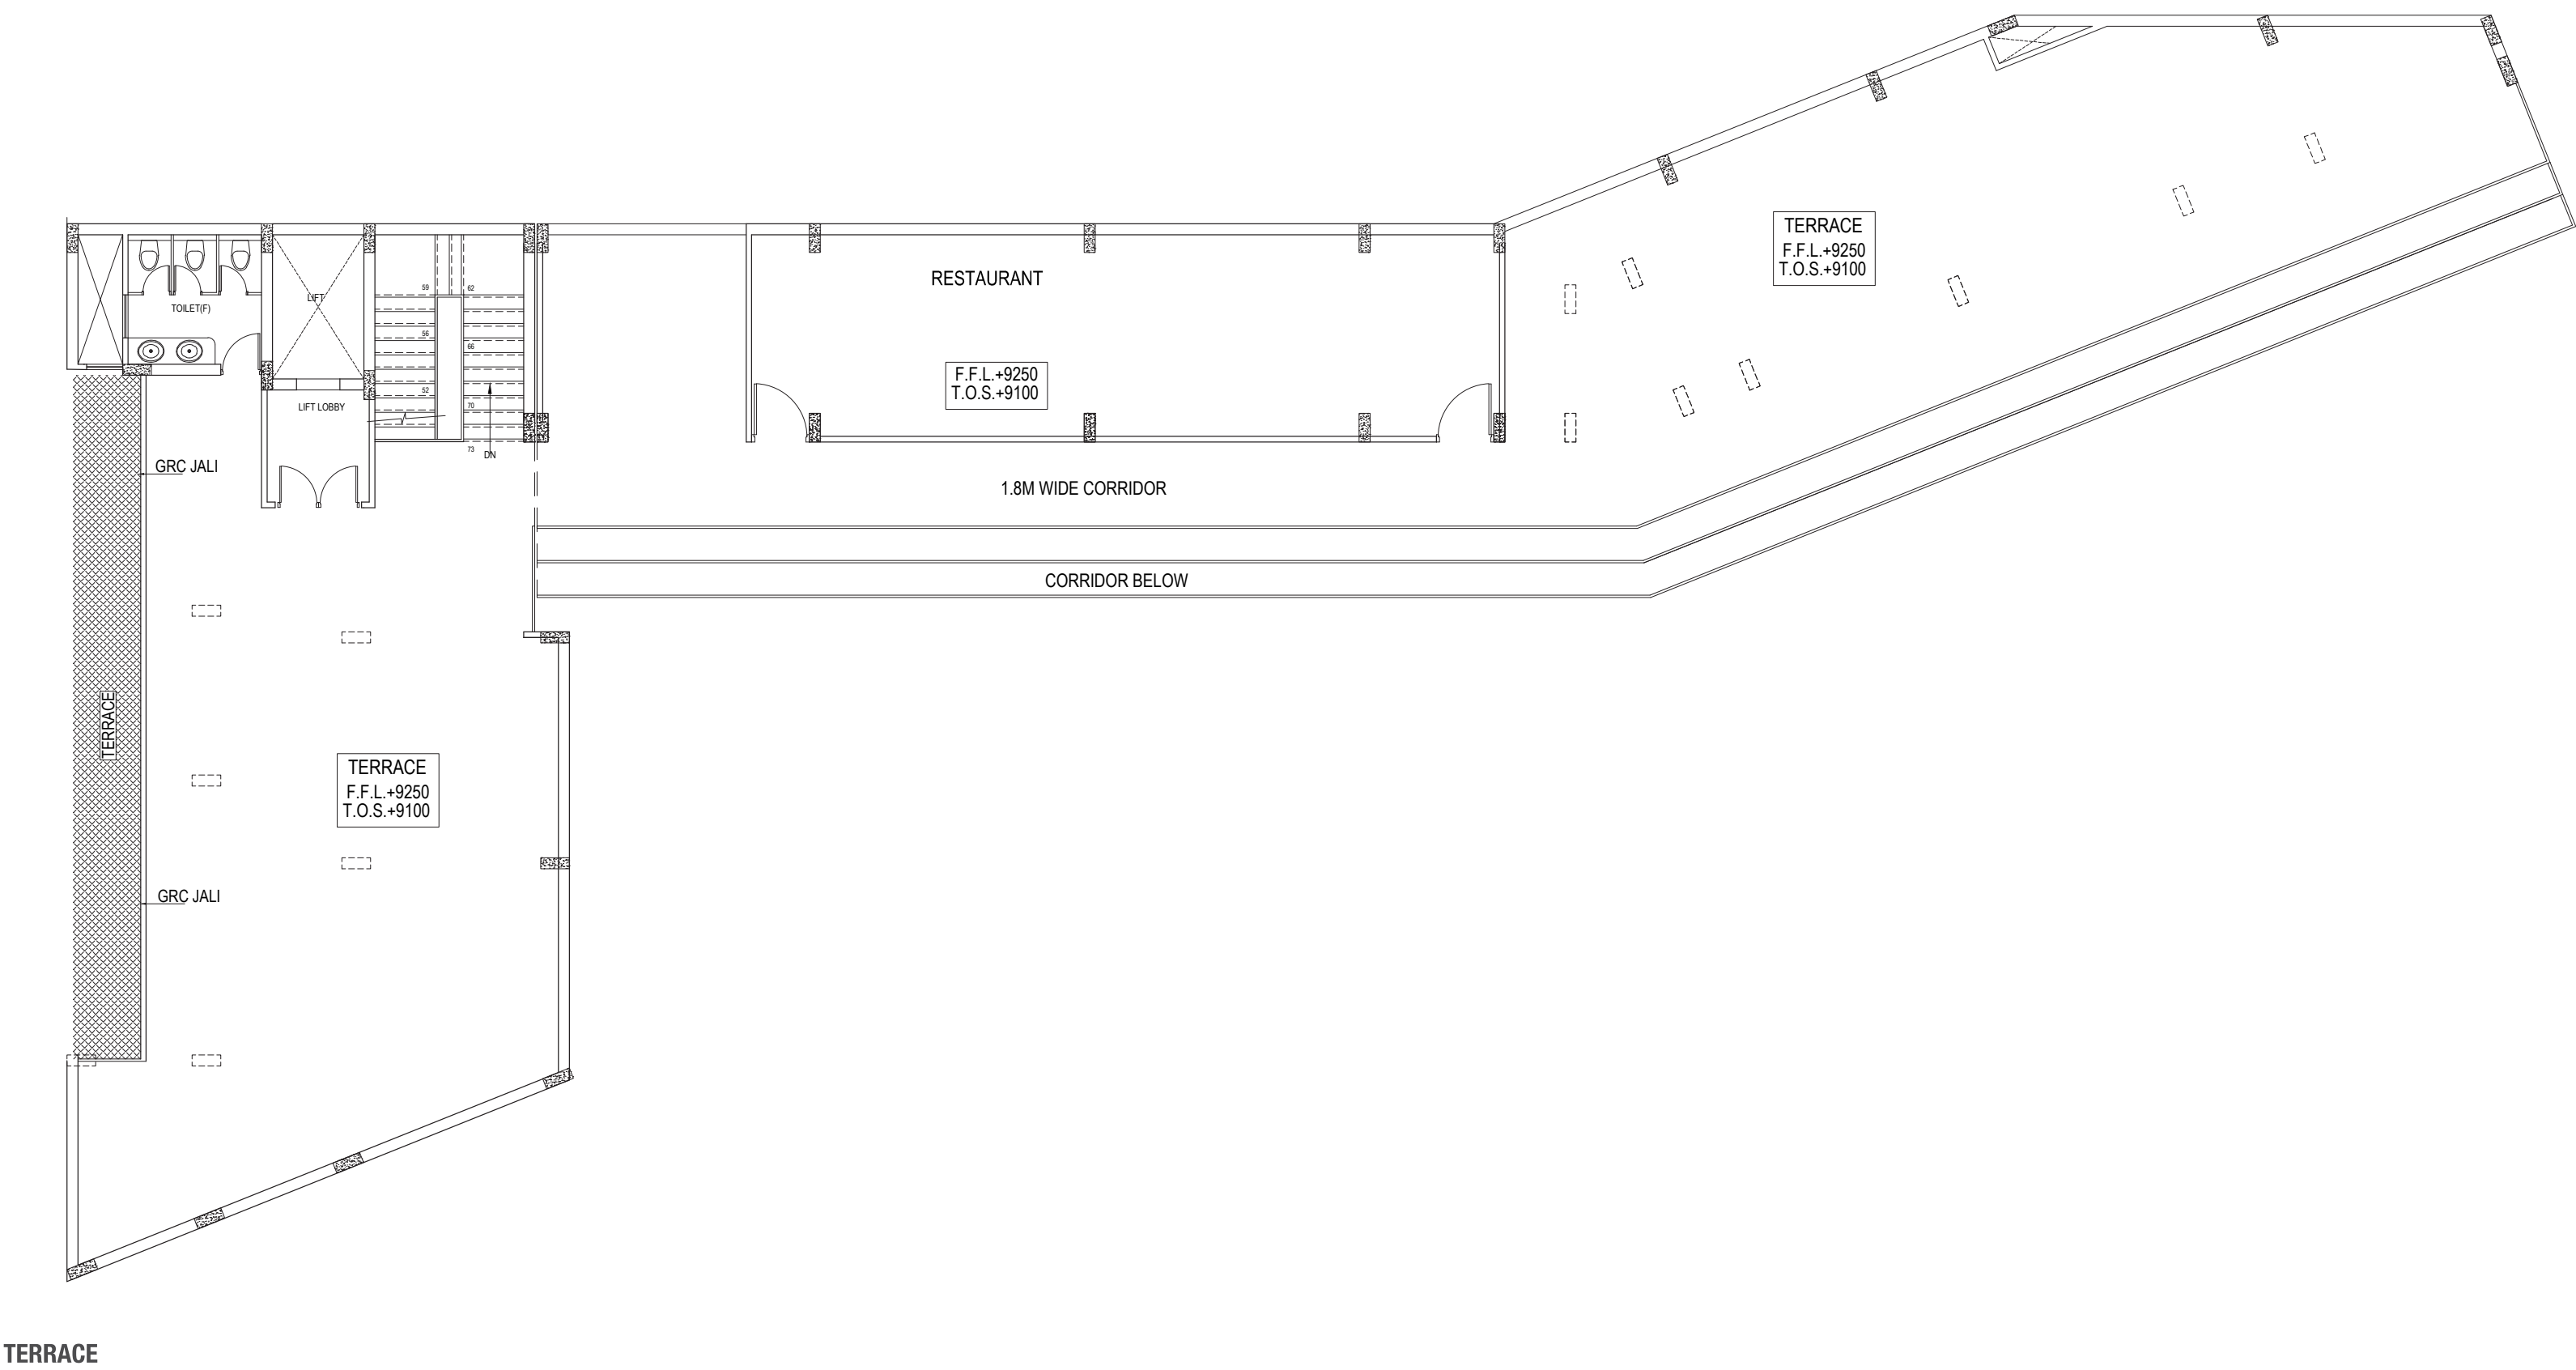 TERRACE
F.F.L.+9250
T.O.S.+9100
RESTAURANT
F.F.L.+9250
T.O.S.+9100
TOILET(F)
LIFT
59
62
56
66
52
70
73
DN
LIFT LOBBY
GRC JALI
1.8M WIDE CORRIDOR
CORRIDOR BELOW
TERRACE
TERRACE
F.F.L.+9250
T.O.S.+9100
GRC JALI
TERRACE